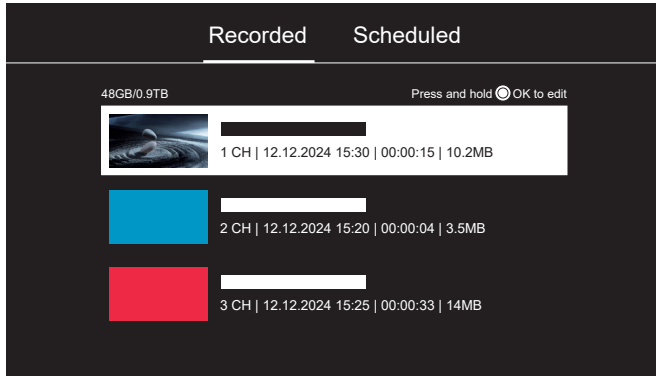 Recorded Scheduled
48GB/0.9TB Press and hold OK to edit
1 CH | 12.12.2024 15:30 | 00:00:15 | 10.2MB
2 CH | 12.12.2024 15:20 | 00:00:04 | 3.5MB
3 CH | 12.12.2024 15:25 | 00:00:33 | 14MB